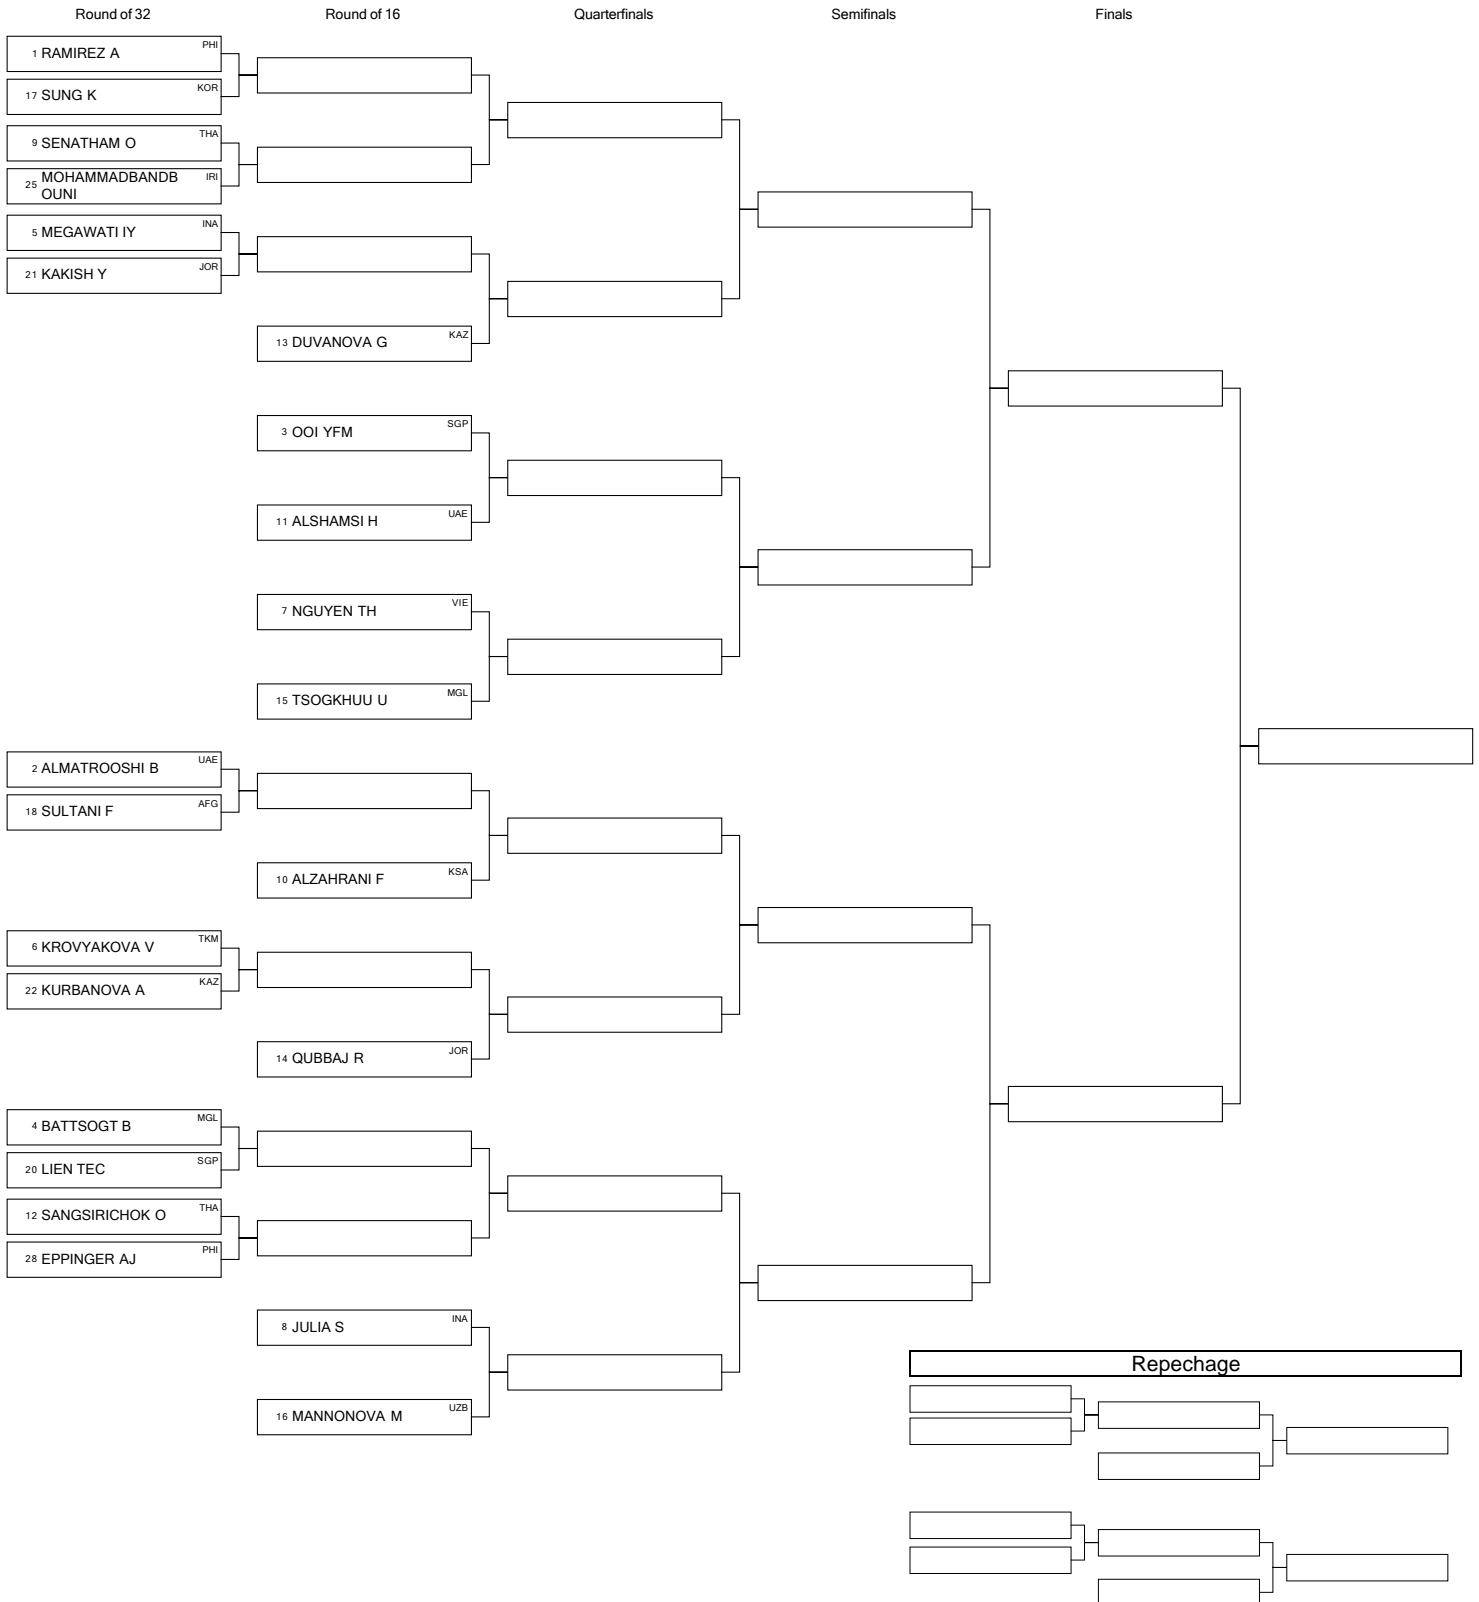 Round of 32
Round of 16
Quarterfinals
Semifinals
Finals
1 RAMIREZ A PHI
17 SUNG K KOR
9 SENATHAM O THA
25 MOHAMMADBANDB IRI
OUNI
5 MEGAWATI IY INA
21 KAKISH Y JOR
13 DUVANOVA G KAZ
3 OOI YFM SGP
11 ALSHAMSI H UAE
7 NGUYEN TH VIE
15 TSOGKHUU U MGL
2 ALMATROOSHI B UAE
18 SULTANI F AFG
10 ALZAHRANI F KSA
6 KROVYAKOVA V TKM
22 KURBANOVA A KAZ
14 QUBBAJ R JOR
4 BATTSOGT B MGL
20 LIEN TEC SGP
12 SANGSIRICHOK O THA
28 EPPINGER AJ PHI
8 JULIA S INA
16 MANNONOVA M UZB
Repechage